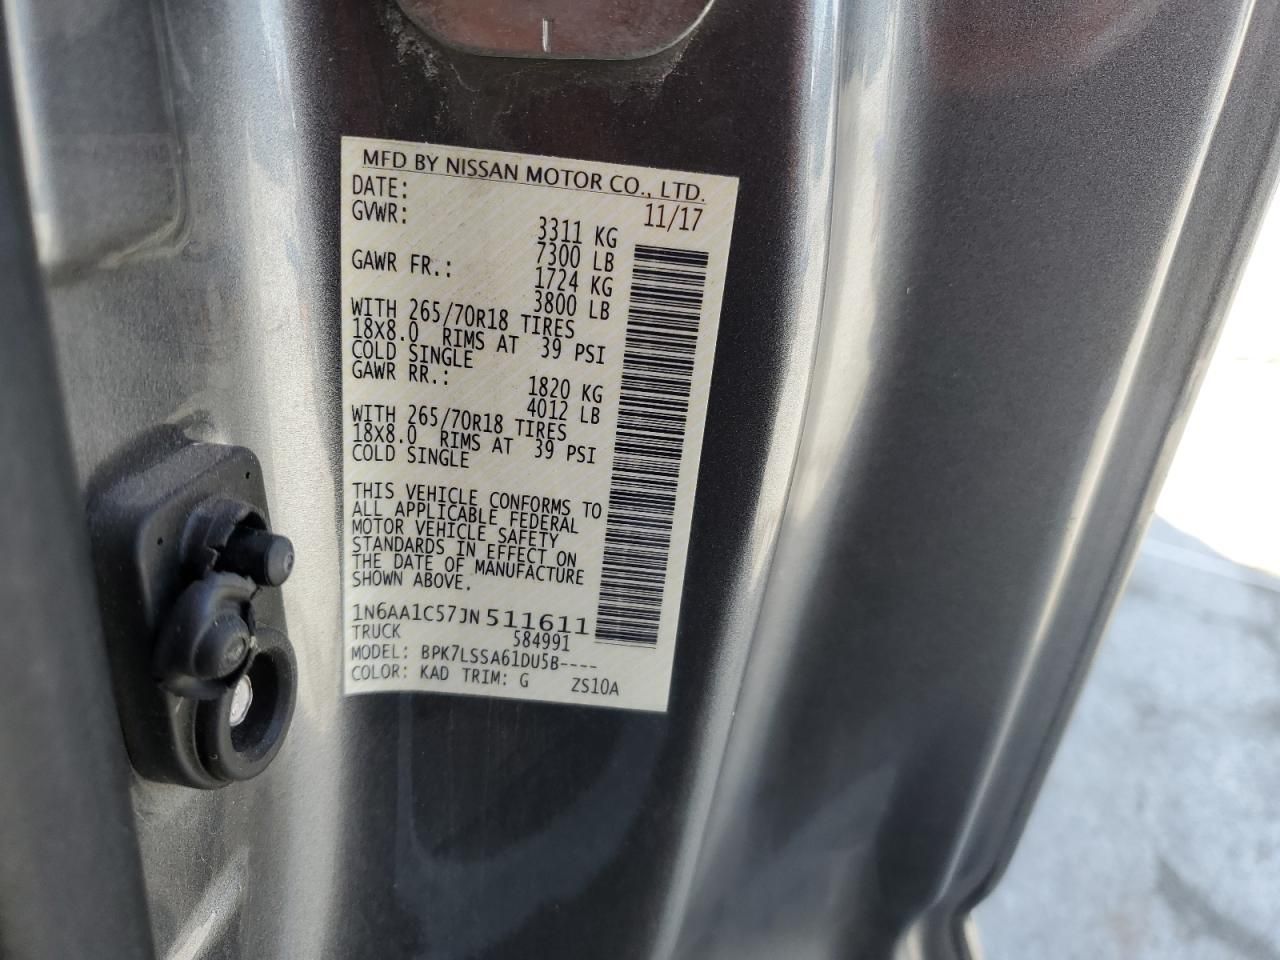 MFD BY NISSAN MOTOR CO., LTD.
DATE: 11/17
GVWR: 3311 KG
7300 LB
GAWR FR.: 1724 KG
3800 LB
WITH 265/70R18 TIRES
18X8.0 RIMS AT 39 PSI
COLD SINGLE
GAWR RR.: 1820 KG
4012 LB
WITH 265/70R18 TIRES
18X8.0 RIMS AT 39 PSI
COLD SINGLE
THIS VEHICLE CONFORMS TO
ALL APPLICABLE FEDERAL
MOTOR VEHICLE SAFETY
STANDARDS IN EFFECT ON
THE DATE OF MANUFACTURE
SHOWN ABOVE.
1N6AA1C57JN511611
TRUCK 584991
MODEL: BPK7LSSA61DU5B----
COLOR: KAD TRIM: G ZS10A